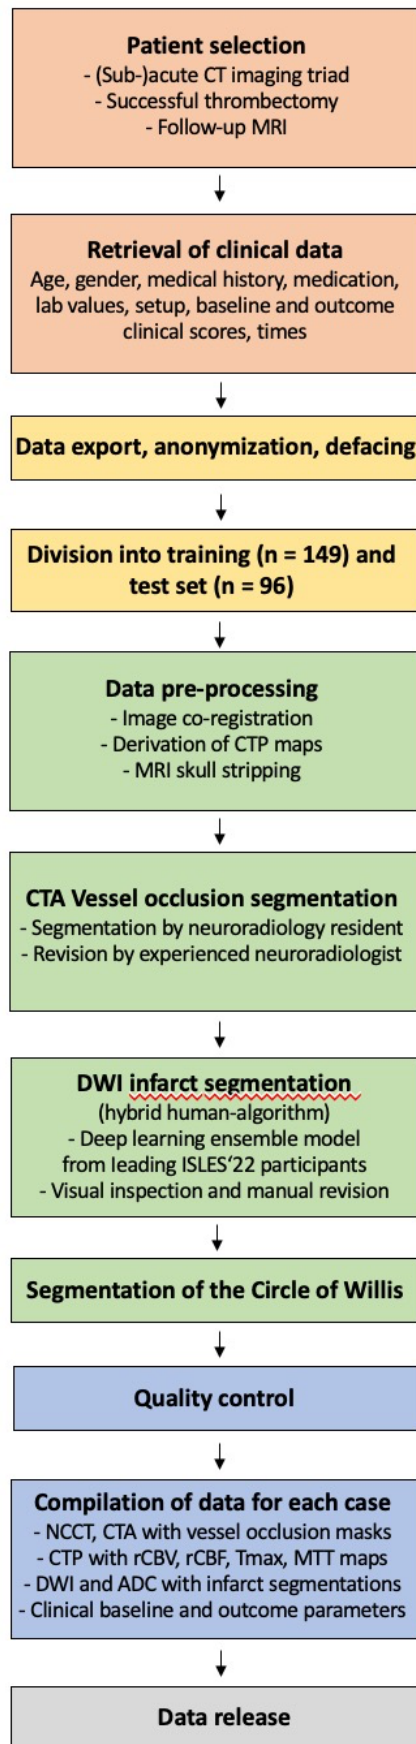 Patient selection
- (Sub-)acute CT imaging triad
- Successful thrombectomy
- Follow-up MRI
Retrieval of clinical data
Age, gender, medical history, medication,
lab values, setup, baseline and outcome
clinical scores, times
Data export, anonymization, defacing
Division into training (n = 149) and
test set (n = 96)
Data pre-processing
- Image co-registration
- Derivation of CTP maps
- MRI skull stripping
CTA Vessel occlusion segmentation
- Segmentation by neuroradiology resident
- Revision by experienced neuroradiologist
DWI infarct segmentation
(hybrid human-algorithm)
- Deep learning ensemble model
from leading ISLES‘22 participants
- Visual inspection and manual revision
Segmentation of the Circle of Willis
Quality control
Compilation of data for each case
- NCCT, CTA with vessel occlusion masks
- CTP with rCBV, rCBF, Tmax, MTT maps
- DWI and ADC with infarct segmentations
- Clinical baseline and outcome parameters
Data release